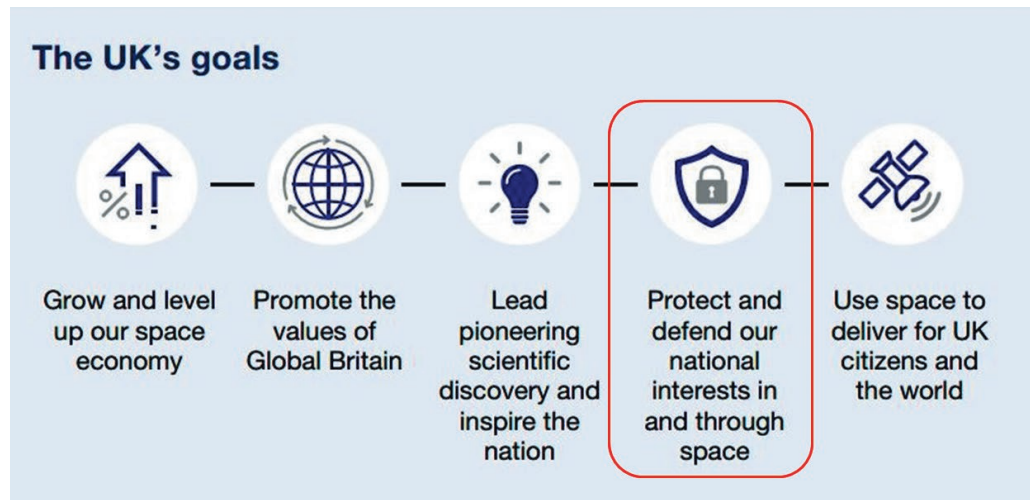 The UK's goals
Grow and level
up our space
economy
Promote the
values of
Global Britain
Lead
pioneering
scientific
discovery and
inspire the
nation
Protect and
defend our
national
interests in
and through
space
Use space to
deliver for UK
citizens and
the world